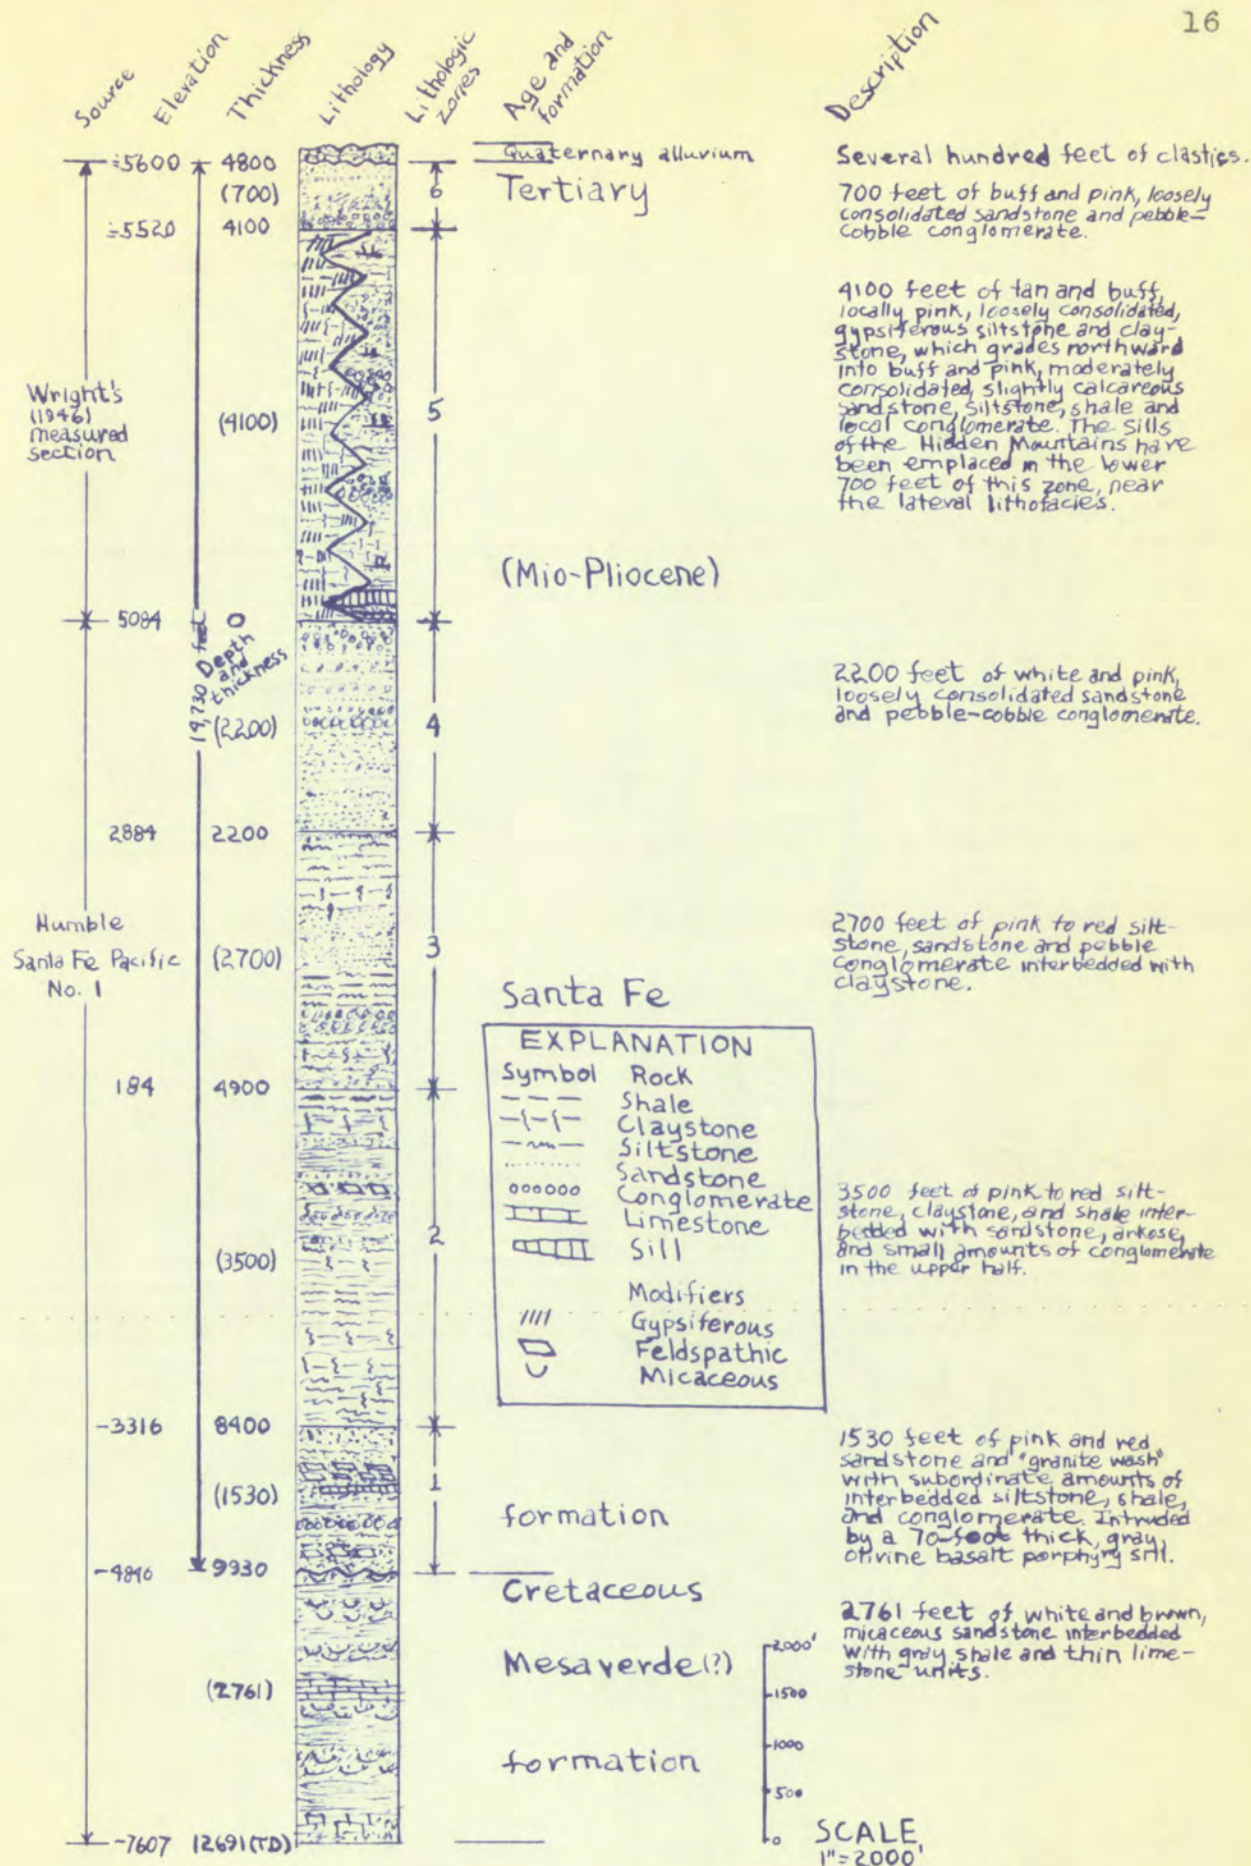 16
Source
Elevation
Thickness
Lithology
Lithologic
zones
Age and
formation
Description
÷5600 4800
Quaternary alluvium
Several hundred feet of clastics.
(700)
6
Tertiary
700 feet of buff and pink, loosely
consolidated sandstone and pebble-
cobble conglomerate.
÷5520 4100
Wright's
(1946)
measured
section
(4100)
5
4100 feet of tan and buff,
locally pink, loosely consolidated,
gypsiferous siltstone and clay-
stone, which grades northward
into buff and pink, moderately
consolidated, slightly calcareous
sandstone, siltstone, shale and
local conglomerate. The Sills
of the Hidden Mountains have
been emplaced in the lower
700 feet of this zone, near
the lateral lithofacies.
(Mio-Pliocene)
5084 0
Depth
and
thickness
feet
(2200)
4
2200 feet of white and pink,
loosely consolidated sandstone
and pebble-cobble conglomerate.
2884 2200
Humble
Santa Fe Pacific
No. 1
(2700)
3
2700 feet of pink to red silt-
stone, sandstone and pebble
conglomerate interbedded with
claystone.
Santa Fe
184 4900
EXPLANATION
Symbol Rock
Shale
Claystone
Siltstone
Sandstone
Conglomerate
Limestone
Sill
Modifiers
Gypsiferous
Feldspathic
Micaceous
(3500)
2
3500 feet of pink to red silt-
stone, claystone, and shale inter-
bedded with sandstone, arkose,
and small amounts of conglomerate
in the upper half.
-3316 8400
(1530)
1
formation
1530 feet of pink and red
sandstone and "granite wash"
with subordinate amounts of
interbedded siltstone, shale,
and conglomerate. Intruded
by a 70-foot thick, gray,
olivine basalt porphyry sill.
-4846 9930
Cretaceous
Mesaverde(?)
formation
(2761)
2761 feet of white and brown,
micaceous sandstone interbedded
with gray shale and thin lime-
stone units.
2000'
1500
1000
500
0
SCALE
1"=2000'
-7607 12691(TD)